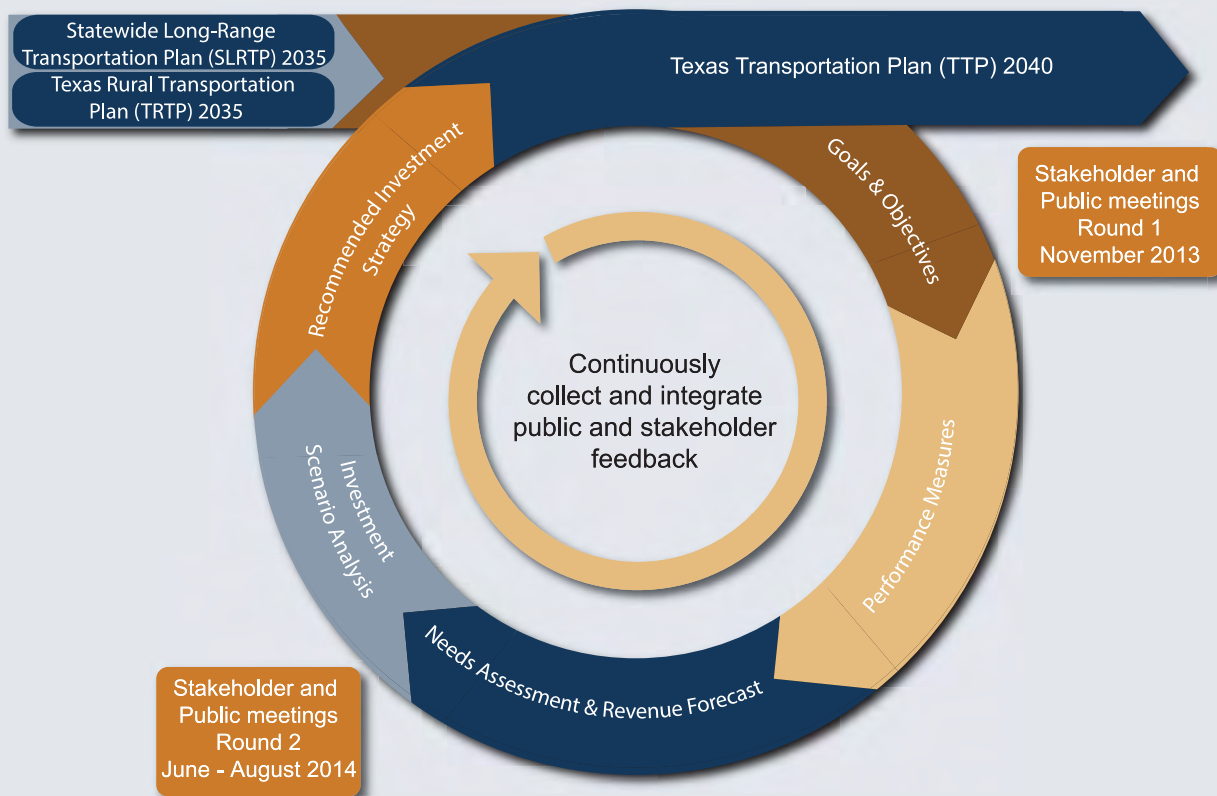 Statewide Long-Range
Transportation Plan (SLRTP) 2035
Texas Rural Transportation
Plan (TRTP) 2035
Texas Transportation Plan (TTP) 2040
Goals & Objectives
Stakeholder and
Public meetings
Round 1
November 2013
Performance Measures
Needs Assessment & Revenue Forecast
Stakeholder and
Public meetings
Round 2
June - August 2014
Investment
Scenario Analysis
Recommended Investment
Strategy
Continuously
collect and integrate
public and stakeholder
feedback